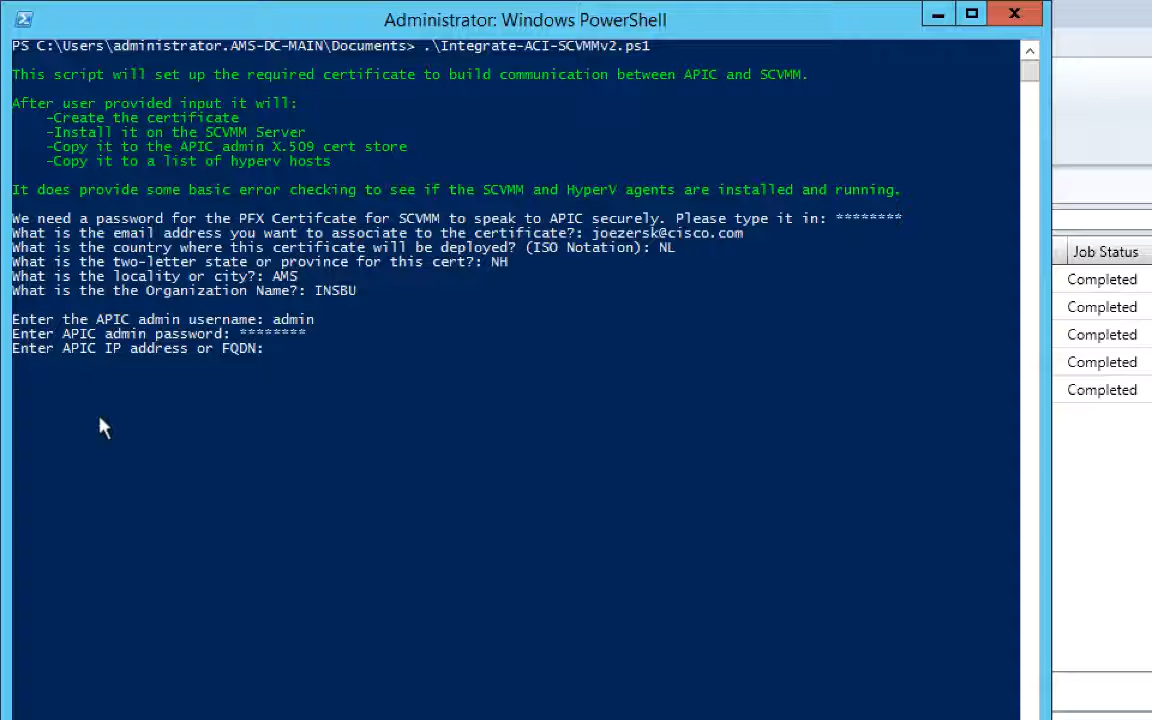 Administrator: Windows PowerShell
PS C:\Users\administrator.AMS-DC-MAIN\Documents> .\Integrate-ACI-SCVMMv2.ps1
This script will set up the required certificate to build communication between APIC and SCVMM.
After user provided input it will:
-Create the certificate
-Install it on the SCVMM Server
-Copy it to the APIC admin X.509 cert store
-Copy it to a list of hyperv hosts
It does provide some basic error checking to see if the SCVMM and HyperV agents are installed and running.
We need a password for the PFX Certifcate for SCVMM to speak to APIC securely. Please type it in: ********
What is the email address you want to associate to the certificate?: joezersk@cisco.com
What is the country where this certificate will be deployed? (ISO Notation): NL
What is the two-letter state or province for this cert?: NH
What is the locality or city?: AMS
What is the the Organization Name?: INSBU
Enter the APIC admin username: admin
Enter APIC admin password: ********
Enter APIC IP address or FQDN:
Job Status
Completed
Completed
Completed
Completed
Completed